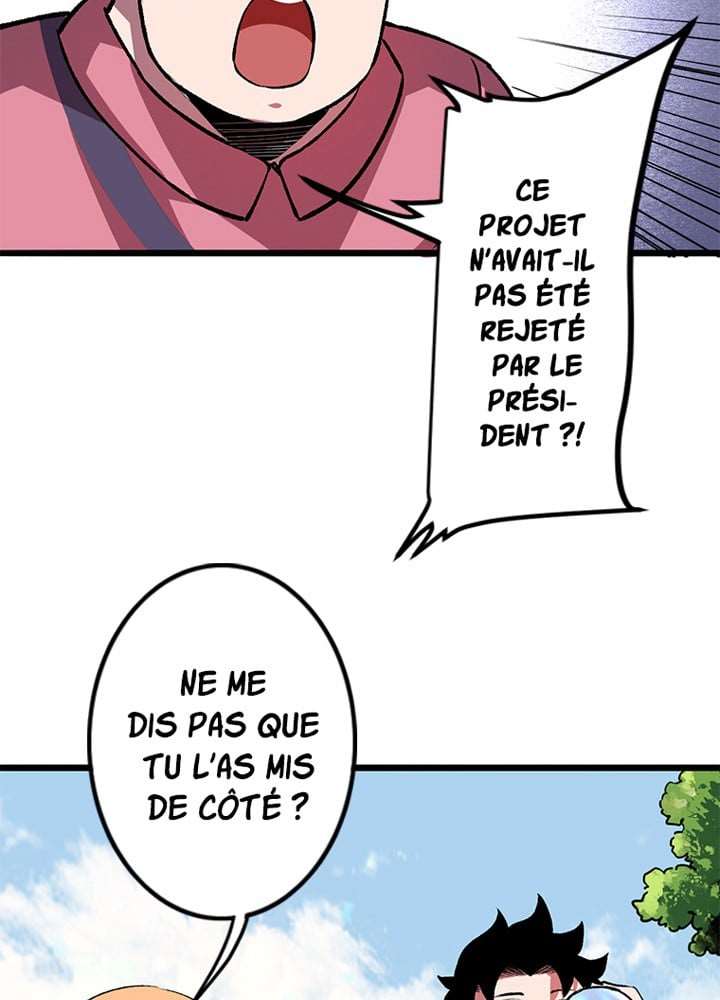 CE
PROJET
N'AVAIT-IL
PAS ÉTÉ
REJETÉ
PAR LE
PRÉSI-
DENT ?!
NE ME
DIS PAS QUE
TU L'AS MIS
DE CÔTÉ ?